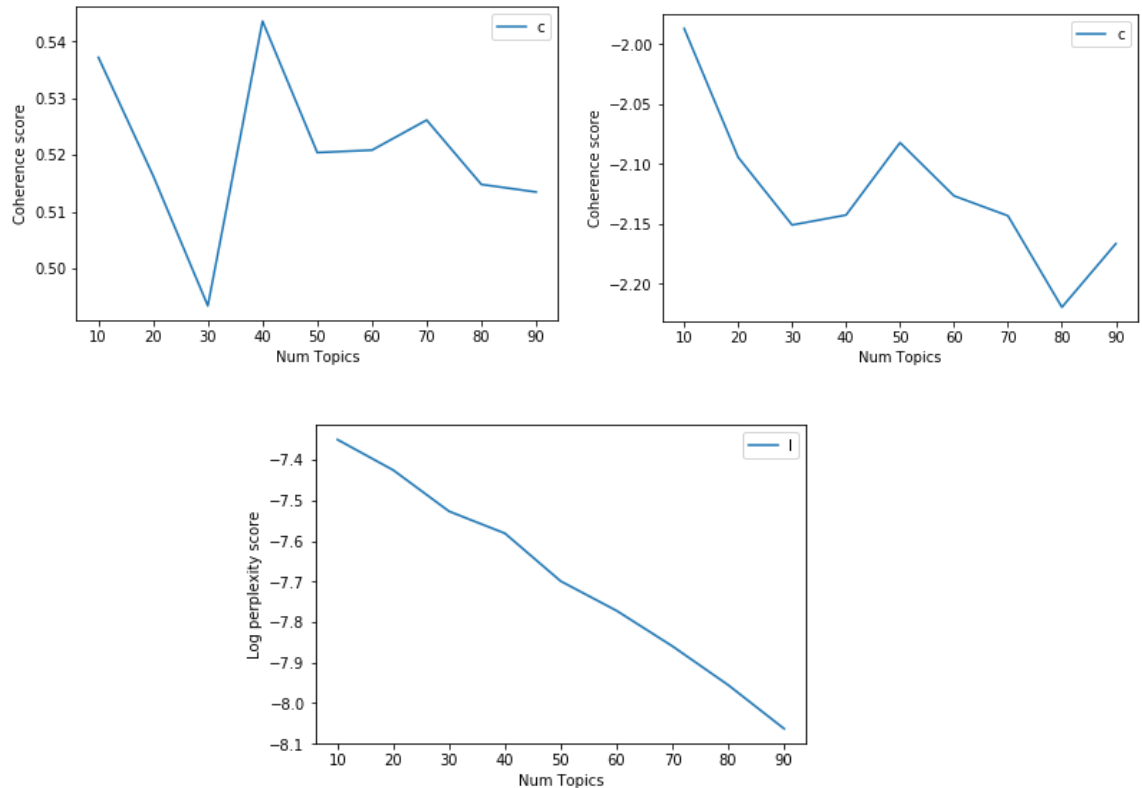 c
0.54
0.53
0.52
0.51
0.50
Coherence score
10 20 30 40 50 60 70 80 90
Num Topics
c
−2.00
−2.05
−2.10
−2.15
−2.20
Coherence score
10 20 30 40 50 60 70 80 90
Num Topics
l
−7.4
−7.5
−7.6
−7.7
−7.8
−7.9
−8.0
−8.1
Log perplexity score
10 20 30 40 50 60 70 80 90
Num Topics